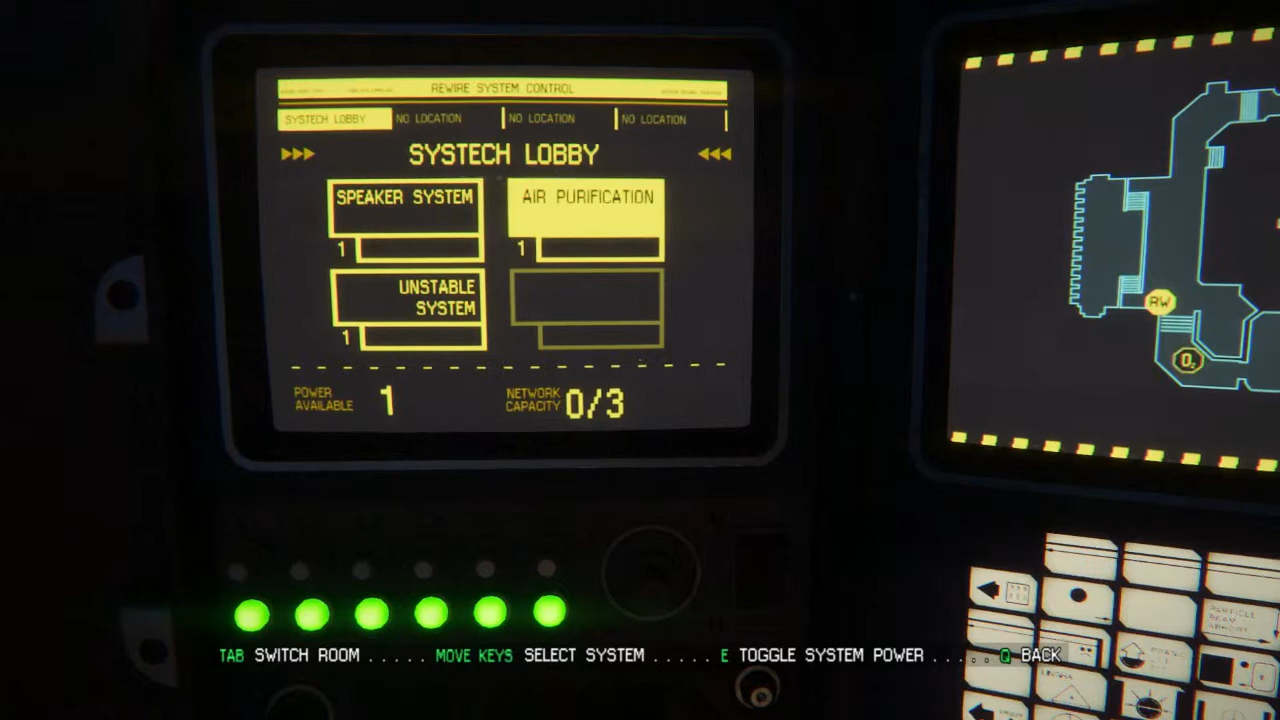 REWIRE SYSTEM CONTROL
SYSTECH LOBBY NO LOCATION NO LOCATION NO LOCATION
SYSTECH LOBBY
SPEAKER SYSTEM AIR PURIFICATION
1 1
UNSTABLE
SYSTEM
1
POWER
AVAILABLE 1 NETWORK
CAPACITY 0/3
RW
O₂
TAB SWITCH ROOM ..... MOVE KEYS SELECT SYSTEM ..... E TOGGLE SYSTEM POWER ..... Q BACK